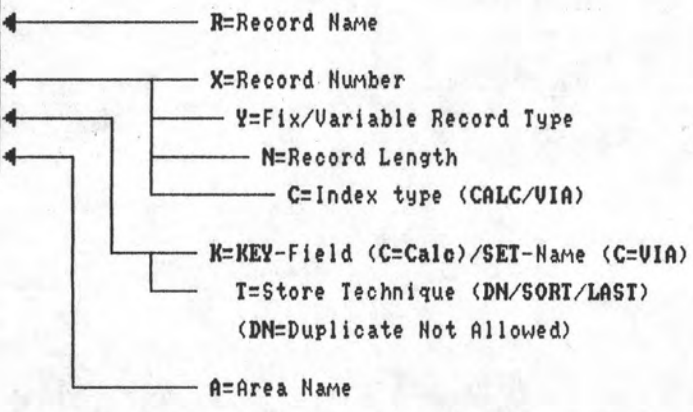 R=Record Name
X=Record Number
Y=Fix/Variable Record Type
N=Record Length
C=Index type (CALC/VIA)
K=KEY-Field (C=Calc)/SET-Name (C=VIA)
T=Store Technique (DN/SORT/LAST)
(DN=Duplicate Not Allowed)
A=Area Name